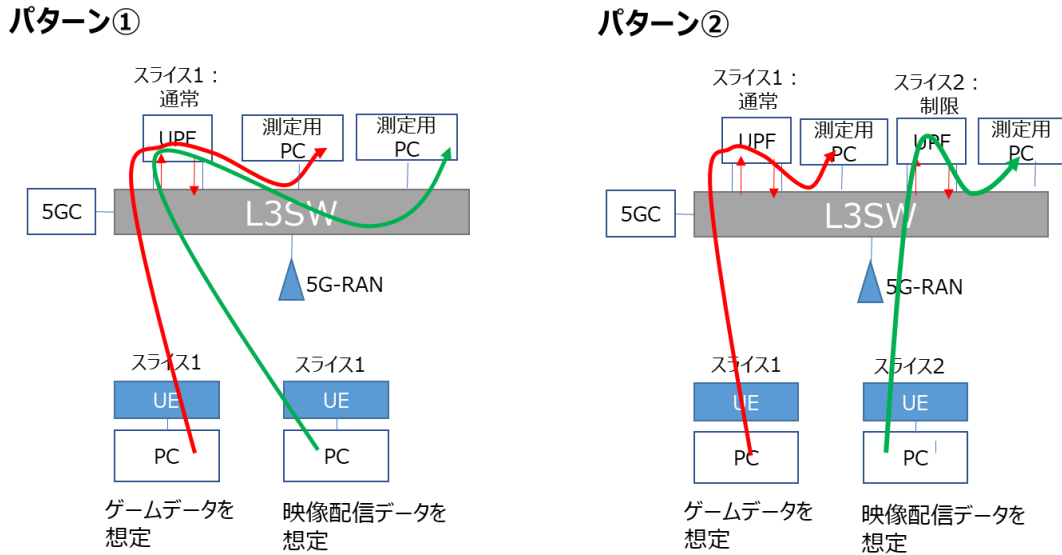 パターン①
スライス1：
通常
UPF
測定用
PC
測定用
PC
5GC
L3SW
5G-RAN
スライス1
スライス1
UE
UE
PC
PC
ゲームデータを
想定
映像配信データを
想定
パターン②
スライス1：
通常
スライス2：
制限
UPF
測定用
PC
UPF
測定用
PC
5GC
L3SW
5G-RAN
スライス1
スライス2
UE
UE
PC
PC
ゲームデータを
想定
映像配信データを
想定